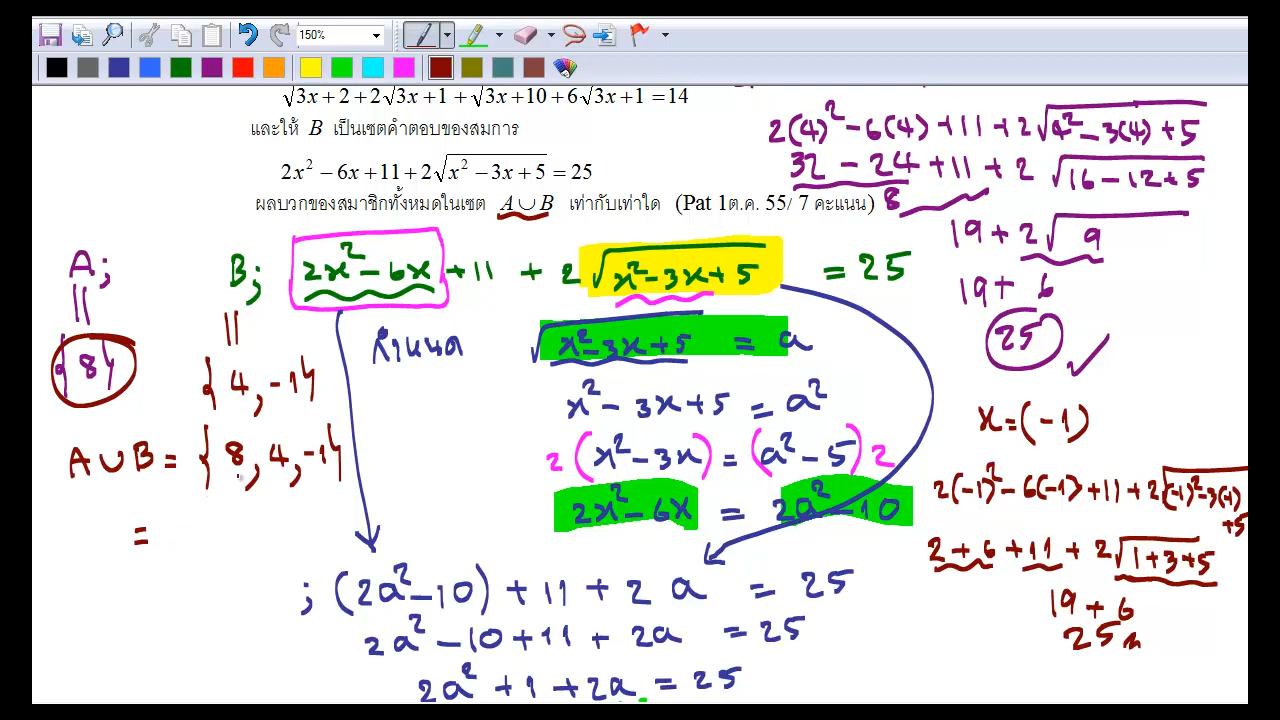 150%
√3x+2+2√3x+1+√3x+10+6√3x+1=14
และให้ B เป็นเซตคำตอบของสมการ
2x² − 6x + 11 + 2√x² − 3x + 5 = 25
ผลบวกของสมาชิกทั้งหมดในเซต A ∪ B เท่ากับเท่าใด (Pat 1ต.ค. 55/ 7 คะแนน)
2(4)² − 6(4) + 11 + 2√4² − 3(4) + 5
32 − 24 + 11 + 2 √16 − 12 + 5
8
19 + 2√9
19 + 6
25 ✓
A;
=
{8}
B; 2x² − 6x + 11 + 2√x² − 3x + 5 = 25
=
{4, −1}
A ∪ B = {8, 4, −1}
=
กำหนด √x² − 3x + 5 = a
x² − 3x + 5 = a²
2(x² − 3x) = (a² − 5)2
2x² − 6x = 2a² − 10
; (2a² − 10) + 11 + 2a = 25
2a² − 10 + 11 + 2a = 25
2a² + 1 + 2a = 25
x = (−1)
2(−1)² − 6(−1) + 11 + 2√(−1)² − 3(−1)
+5
2 + 6 + 11 + 2√1 + 3 + 5
19 + 6
25